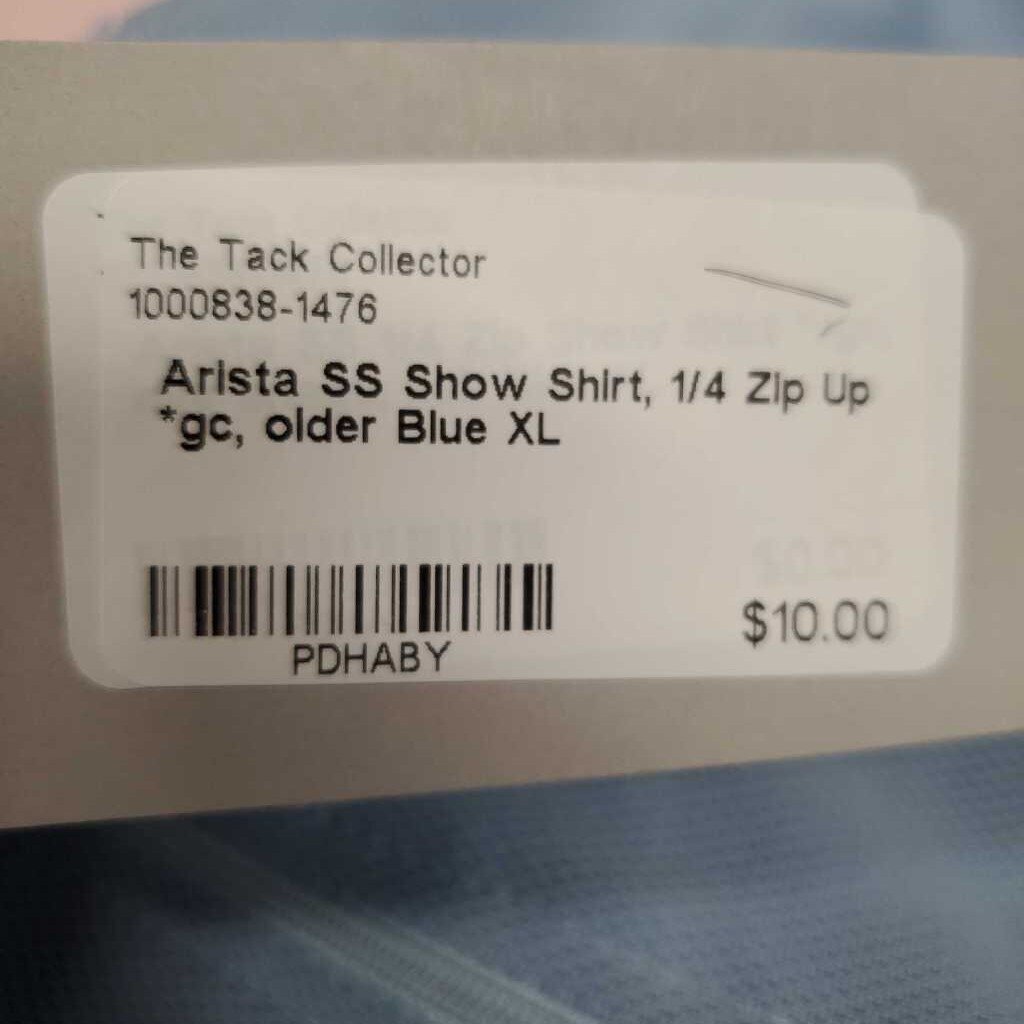 The Tack Collector
1000838-1476
Arista SS Show Shirt, 1/4 Zip Up
*gc, older Blue XL
PDHABY
$10.00